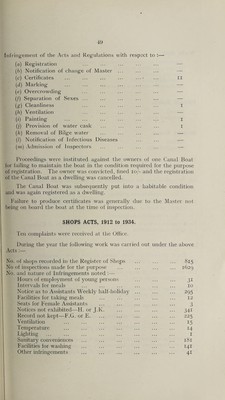 49
Infringement of the Acts and Regulations with respect to :—
(a) Registration ... —
(b) Notification of change of Master ... —
(c) Certificates ... 11
(d) Marking ... —
(e) Overcrowding ... —
(f) Separation of Sexes ... —
(g) Cleanliness ... 1
(h) Ventilation ... —
(i) Painting ... 1
(j) Provision of water cask ... 1
(k) Removal of Bilge water ... —
(l) Notification of Infectious Diseases ... —
(m) Admission of Inspectors ... —
Proceedings were instituted against the owners of one Canal Boat
for failing to maintain the boat in the condition required for the purpose
of registration. The owner was convicted, fined 10/- and the registration
of the Canal Boat as a dwelling was cancelled.
The Canal Boat was subsequently put into a habitable condition
and was again registered as a dwelling.
Failure to produce certificates was generally due to the Master not
being on board the boat at the time of inspection.
SHOPS ACTS, 1912 to 1934.
Ten complaints were received at the Office.
During the year the following work was carried out under the above
Acts :—
No. of shops recorded in the Register of Shops ... 825
No of inspections made for the purpose ... 1629
No. and nature of Infringements noted :—
Hours of employment of young persons ... 31
Intervals for meals ... 10
Notice as to Assistants Weekly half-holiday ... 295
Facilities for taking meals ... 12
Seats for Female Assistants ... 3
Notices not exhibited—H. or J.K. ... 341
Record not kept—F.G. or E. ... 225
Ventilation ... 15
Temperature ... 14
Lighting ... 1
Sanitary conveniences ... 181
Facilities for washing ... 141
Other infringements ... 42